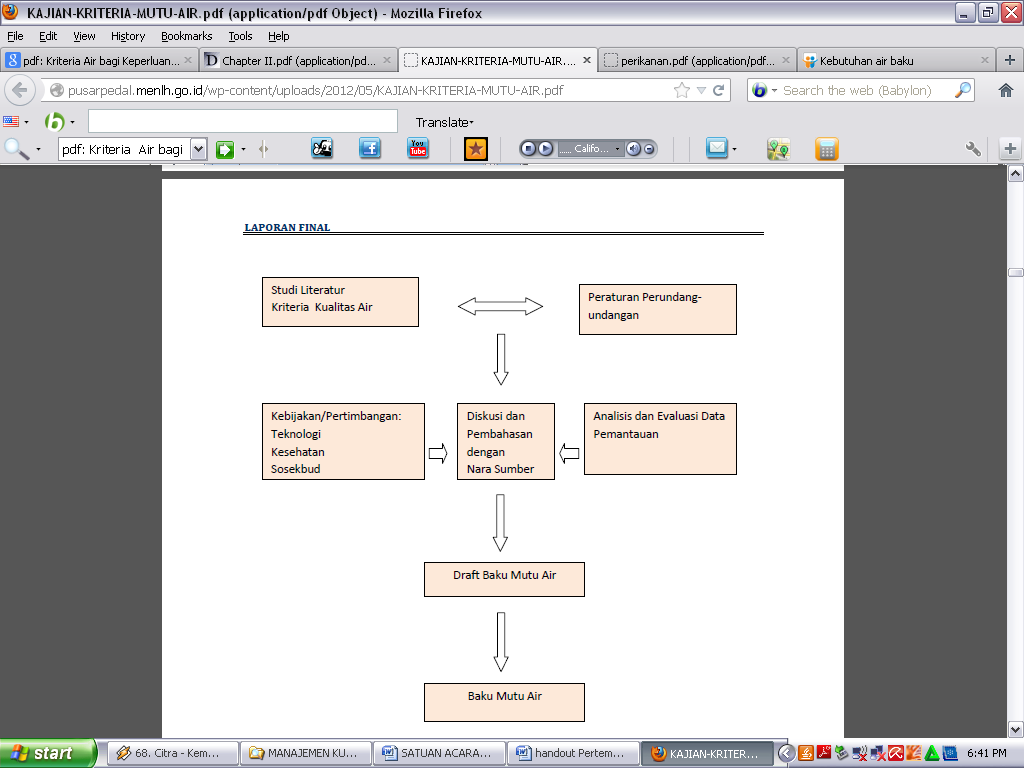 KAJIAN-KRITERIA-MUTU-AIR.pdf (application/pdf Object) - Mozilla Firefox
File Edit View History Bookmarks Tools Help
pdf: Kriteria Air bagi Keperluan...
Chapter II.pdf (application/pd...
KAJIAN-KRITERIA-MUTU-AIR....
perikanan.pdf (application/pdf...
Kebutuhan air baku
pusarpedal.menlh.go.id/wp-content/uploads/2012/05/KAJIAN-KRITERIA-MUTU-AIR.pdf
Search the web (Babylon)
Translate
pdf: Kriteria Air bagi
You
Tube
...... Califo...
LAPORAN FINAL
Studi Literatur
Kriteria Kualitas Air
Peraturan Perundang-
undangan
Kebijakan/Pertimbangan:
Teknologi
Kesehatan
Sosekbud
Diskusi dan
Pembahasan
dengan
Nara Sumber
Analisis dan Evaluasi Data
Pemantauan
Draft Baku Mutu Air
Baku Mutu Air
start
68. Citra - Kem...
MANAJEMEN KU...
SATUAN ACARA...
handout Pertem...
KAJIAN-KRITER...
6:41 PM